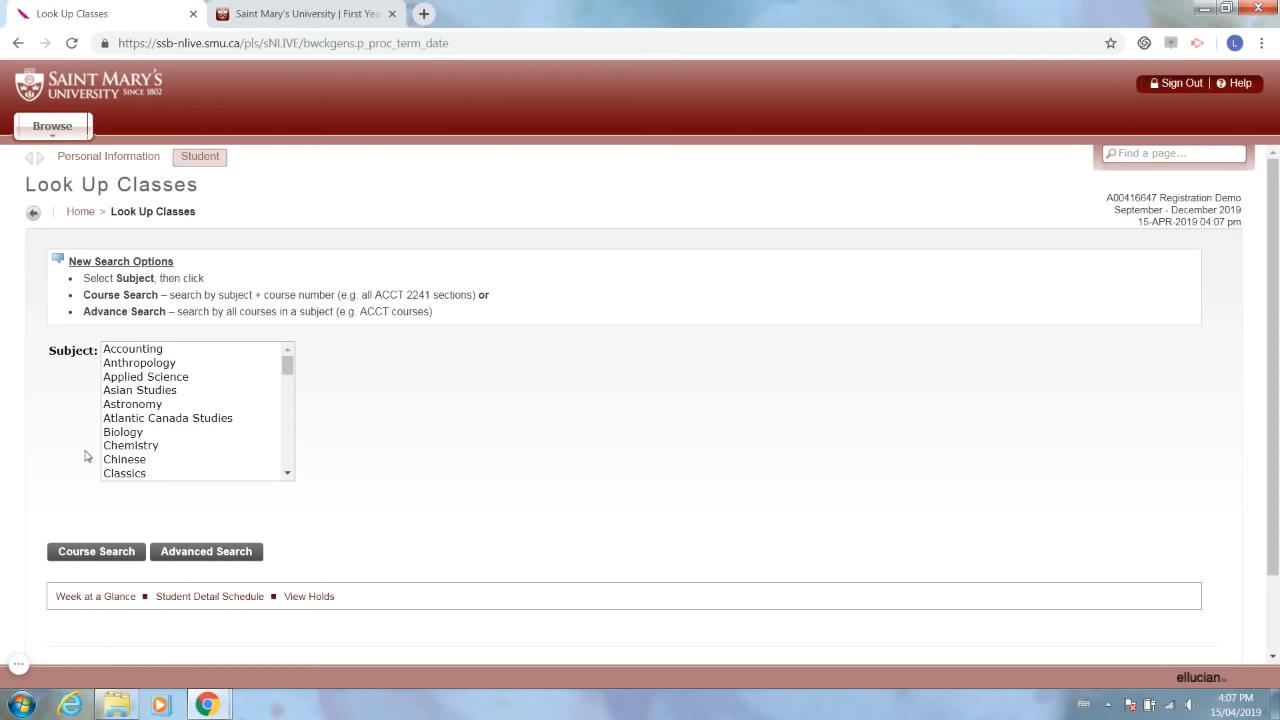 Look Up Classes
Saint Mary's University | First Yea
https://ssb-nlive.smu.ca/pls/sNLIVE/bwckgens.p_proc_term_date
L
SAINT MARY'S
UNIVERSITY SINCE 1802
Sign Out | Help
Browse
Personal Information Student
Find a page...
Look Up Classes
A00416647 Registration Demo
September - December 2019
15-APR-2019 04:07 pm
Home > Look Up Classes
New Search Options
• Select Subject, then click
• Course Search – search by subject + course number (e.g. all ACCT 2241 sections) or
• Advance Search – search by all courses in a subject (e.g. ACCT courses)
Subject:
Accounting
Anthropology
Applied Science
Asian Studies
Astronomy
Atlantic Canada Studies
Biology
Chemistry
Chinese
Classics
Course Search Advanced Search
Week at a Glance ■ Student Detail Schedule ■ View Holds
ellucian
4:07 PM
15/04/2019